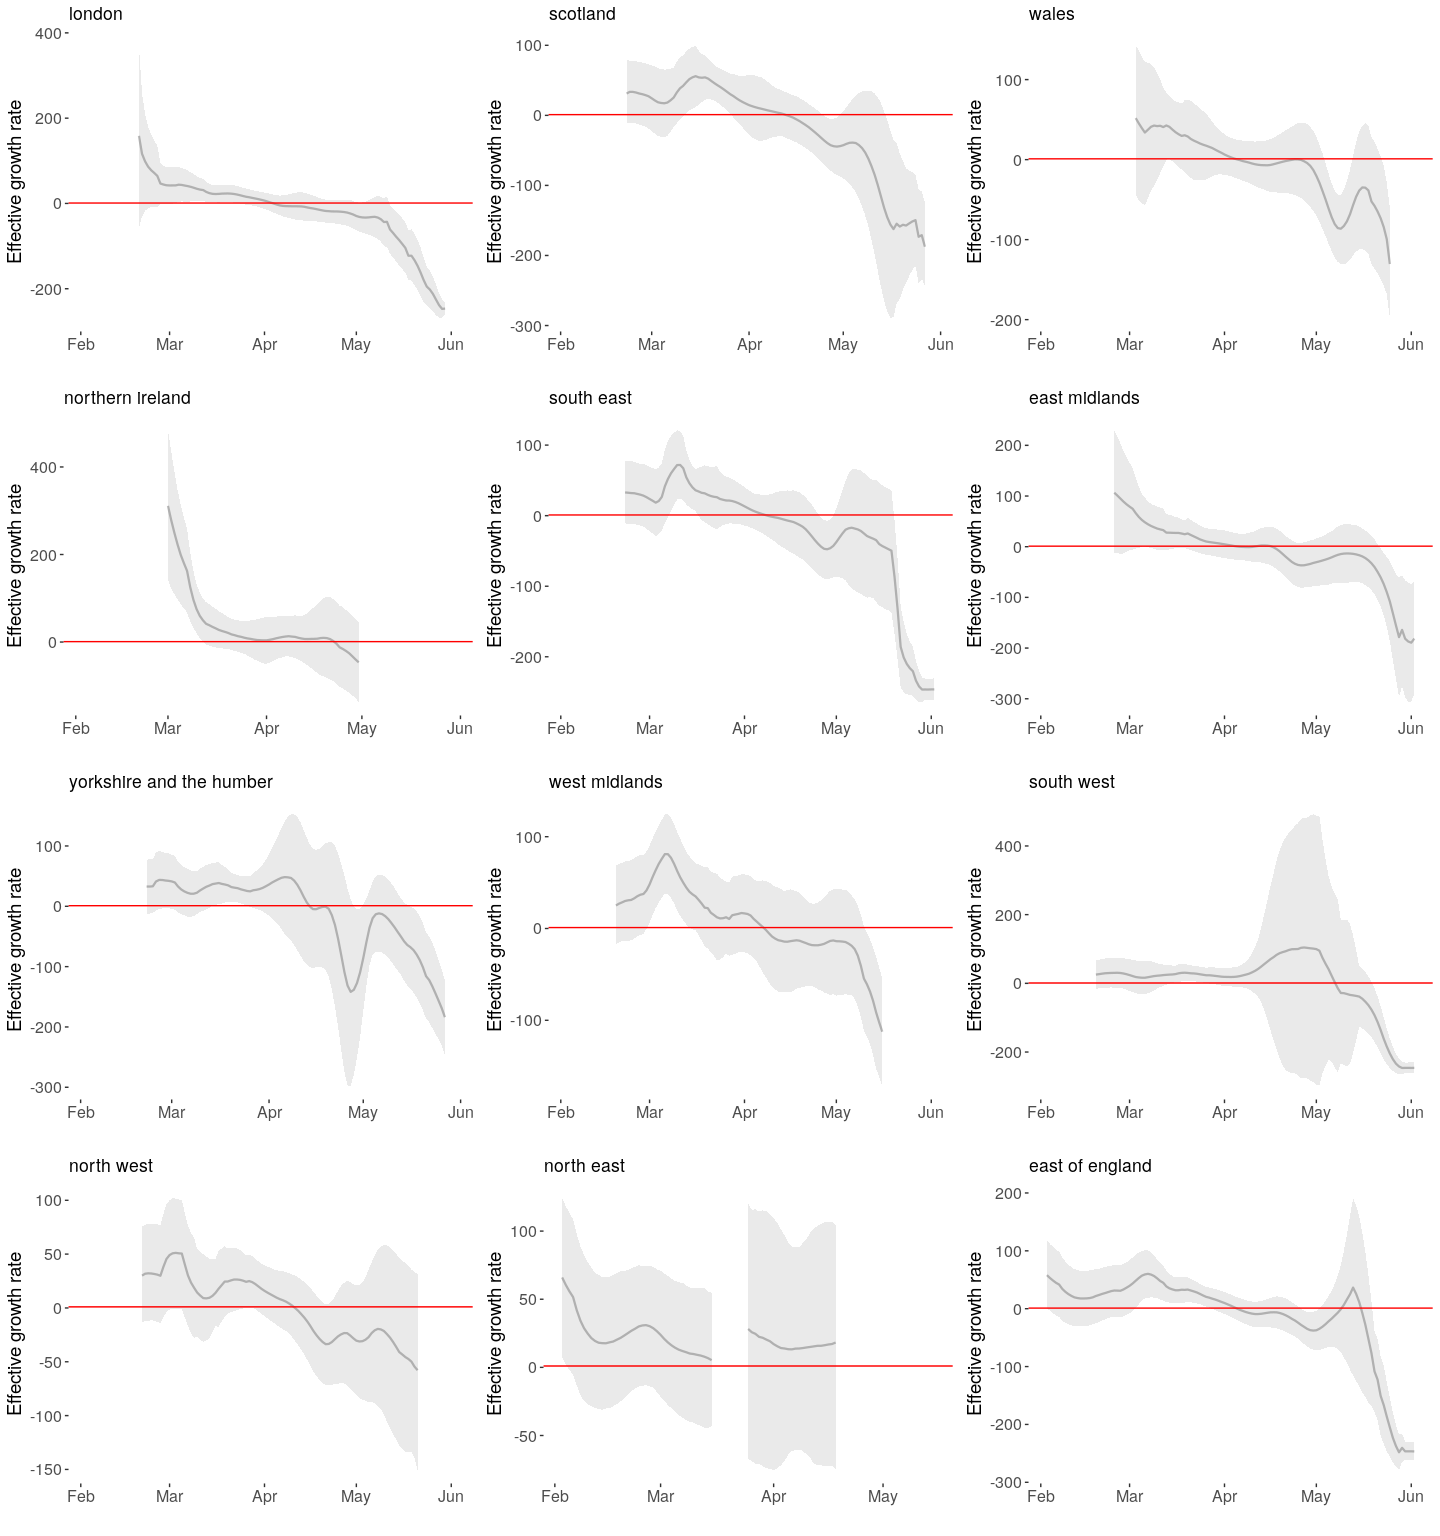 london
Effective growth rate
400
200
0
-200
Feb Mar Apr May Jun
scotland
Effective growth rate
100
0
-100
-200
-300
Feb Mar Apr May Jun
wales
Effective growth rate
100
0
-100
-200
Feb Mar Apr May Jun
northern ireland
Effective growth rate
400
200
0
Feb Mar Apr May Jun
south east
Effective growth rate
100
0
-100
-200
Feb Mar Apr May Jun
east midlands
Effective growth rate
200
100
0
-100
-200
-300
Feb Mar Apr May Jun
yorkshire and the humber
Effective growth rate
100
0
-100
-200
-300
Feb Mar Apr May Jun
west midlands
Effective growth rate
100
0
-100
Feb Mar Apr May Jun
south west
Effective growth rate
400
200
0
-200
Feb Mar Apr May Jun
north west
Effective growth rate
100
50
0
-50
-100
-150
Feb Mar Apr May Jun
north east
Effective growth rate
100
50
0
-50
Feb Mar Apr May
east of england
Effective growth rate
200
100
0
-100
-200
-300
Feb Mar Apr May Jun